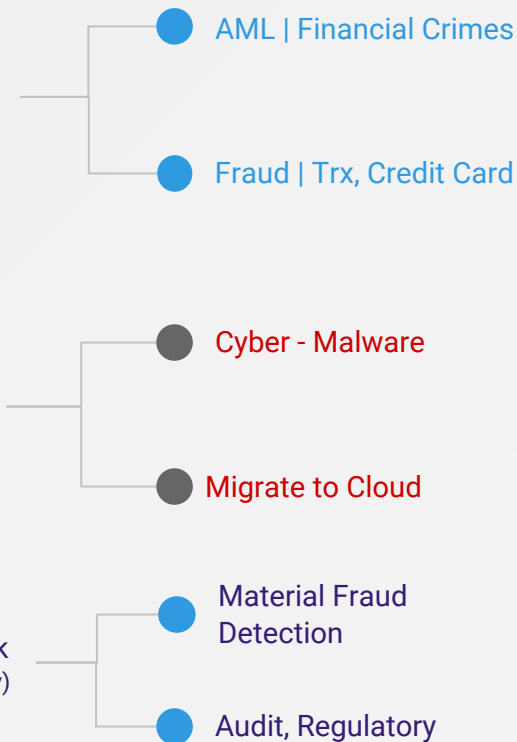 AML | Financial Crimes
Fraud | Trx, Credit Card
Cyber - Malware
Migrate to Cloud
Material Fraud
Detection
Audit, Regulatory